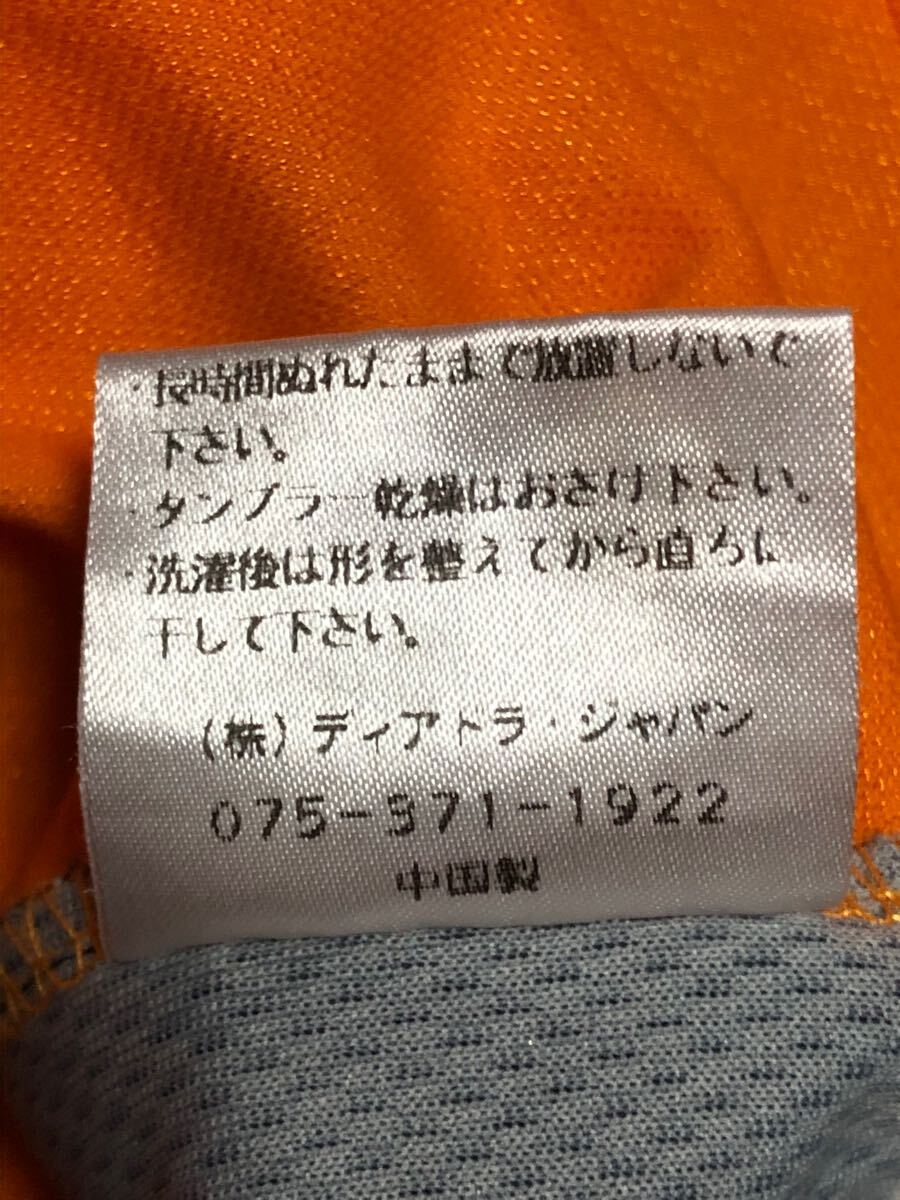 ・長時間ぬれたままで放置しないで
下さい。
・タンブラー乾燥はおさけ下さい。
・洗濯後は形を整えてから直ちに
干して下さい。
(株)ディアトラ・ジャパン
075-371-1922
中国製